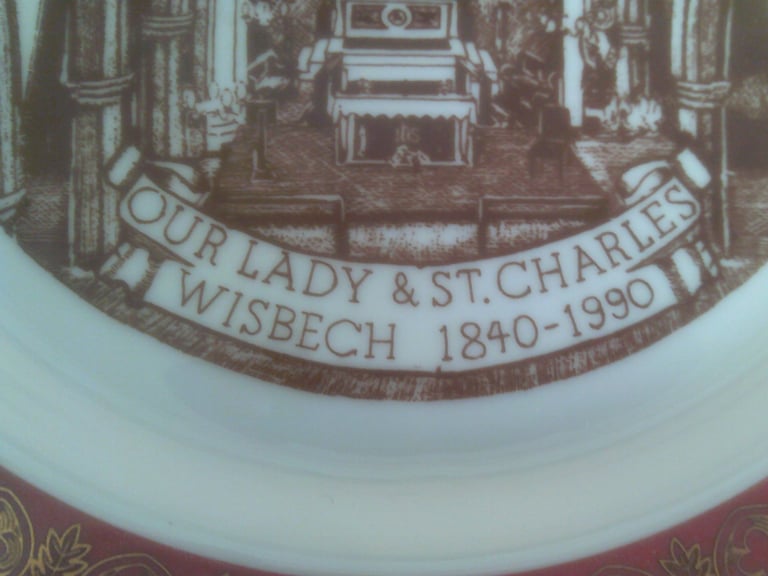 OUR LADY & ST. CHARLES
WISBECH 1840-1990